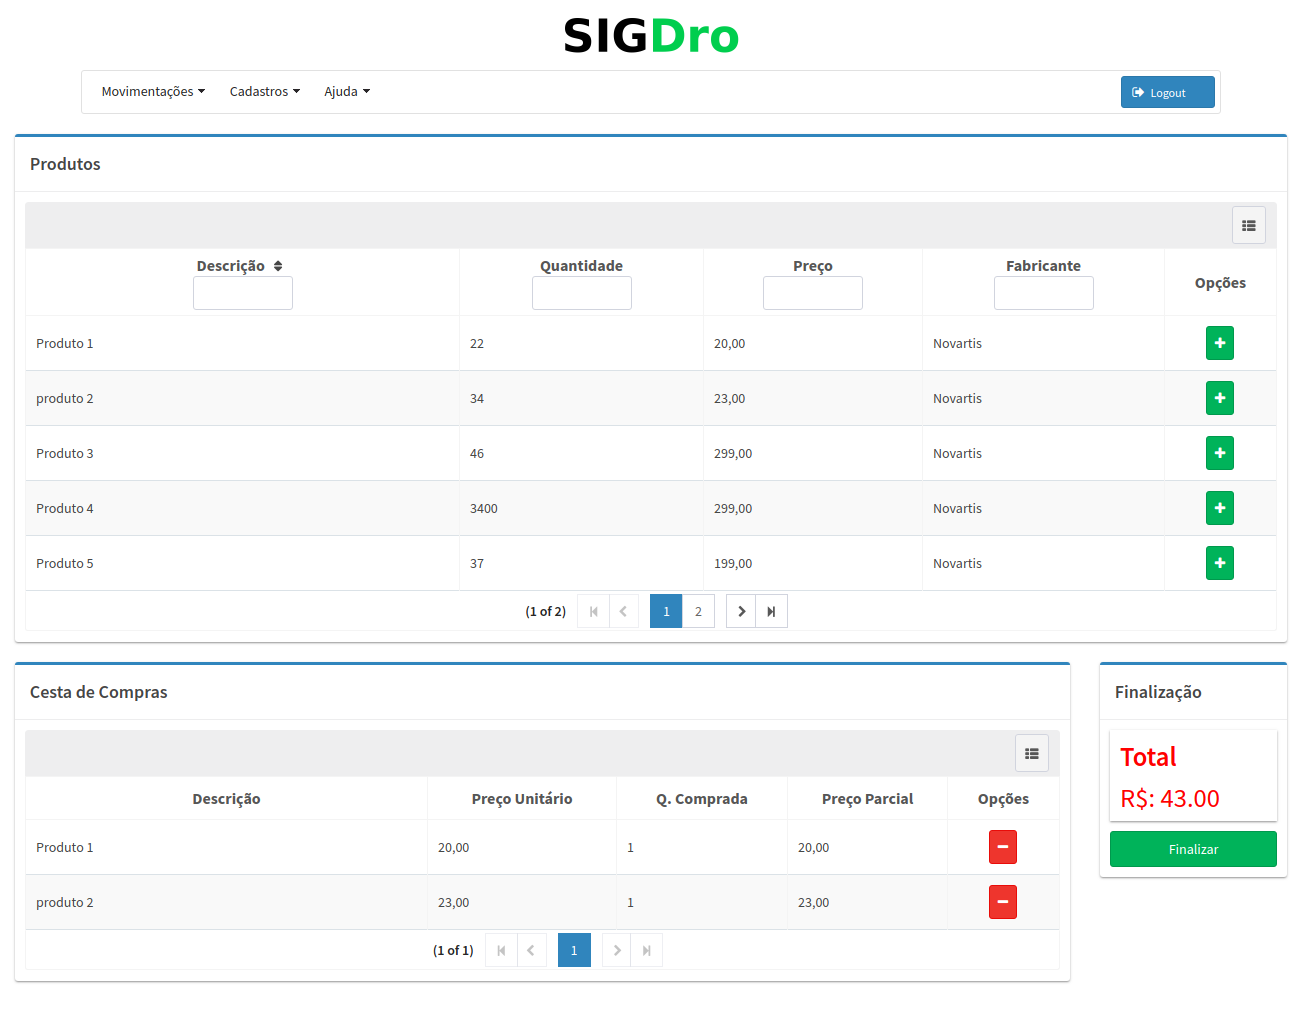 SIGDro
Movimentações Cadastros Ajuda Logout
Produtos
Descrição Quantidade Preço Fabricante Opções
Produto 1 22 20,00 Novartis
produto 2 34 23,00 Novartis
Produto 3 46 299,00 Novartis
Produto 4 3400 299,00 Novartis
Produto 5 37 199,00 Novartis
(1 of 2) 1 2
Cesta de Compras
Descrição Preço Unitário Q. Comprada Preço Parcial Opções
Produto 1 20,00 1 20,00
produto 2 23,00 1 23,00
(1 of 1) 1
Finalização
Total
R$: 43.00
Finalizar